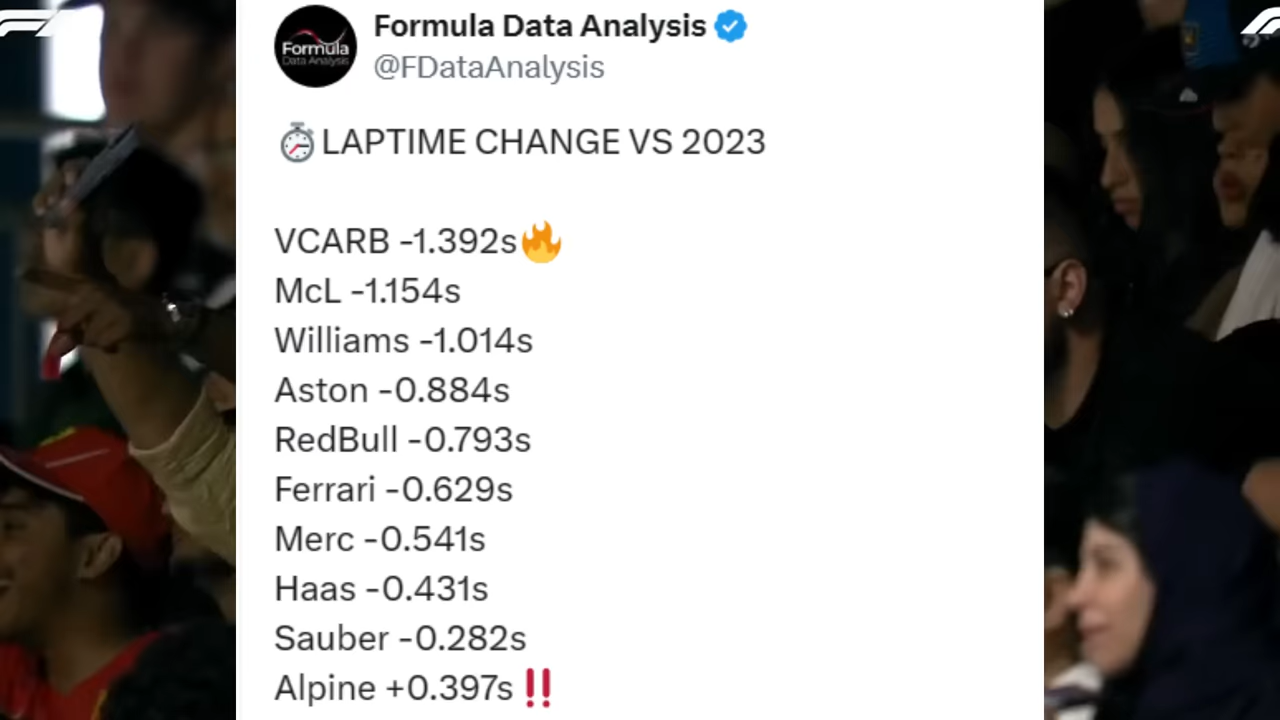 Formula
Data Analysis
Formula Data Analysis
@FDataAnalysis
⏱️LAPTIME CHANGE VS 2023
VCARB -1.392s🔥
McL -1.154s
Williams -1.014s
Aston -0.884s
RedBull -0.793s
Ferrari -0.629s
Merc -0.541s
Haas -0.431s
Sauber -0.282s
Alpine +0.397s‼️